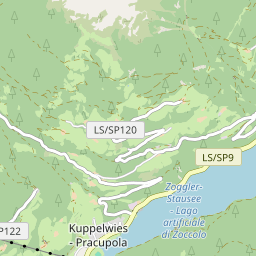 LS/SP120
LS/SP9
Zoggler-
Stausee
- Lago
artificiale
di Zoccolo
SP122
Kuppelwies
- Pracupola